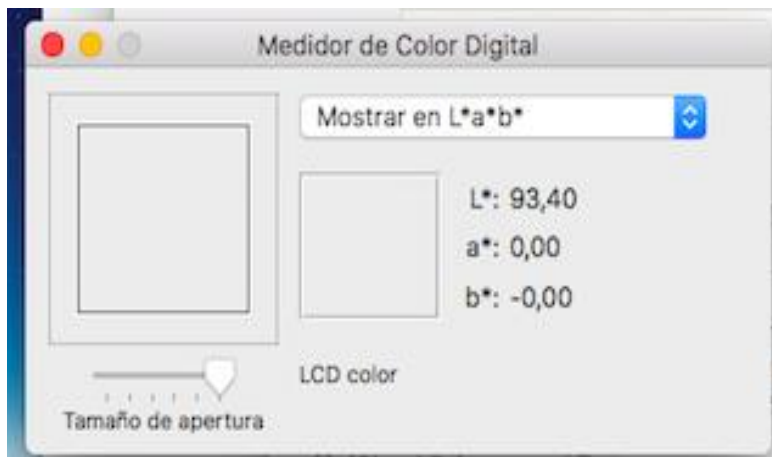 Medidor de Color Digital
Mostrar en L*a*b*
L*: 93,40
a*: 0,00
b*: -0,00
LCD color
Tamaño de apertura